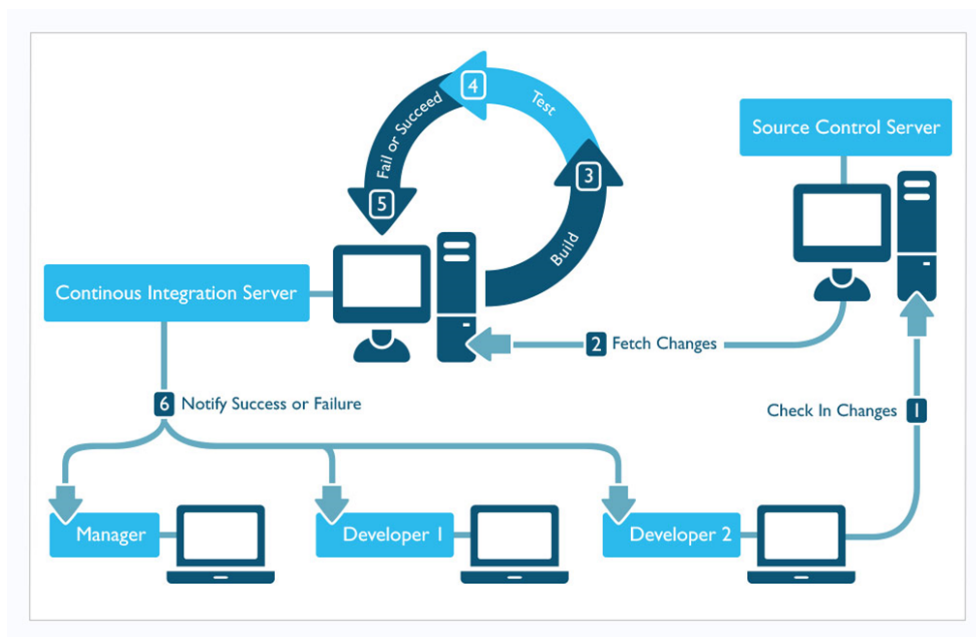 4
Test
Fail or Succeed
3
5
Build
Source Control Server
Continous Integration Server
2 Fetch Changes
6 Notify Success or Failure
Check In Changes 1
Manager
Developer 1
Developer 2